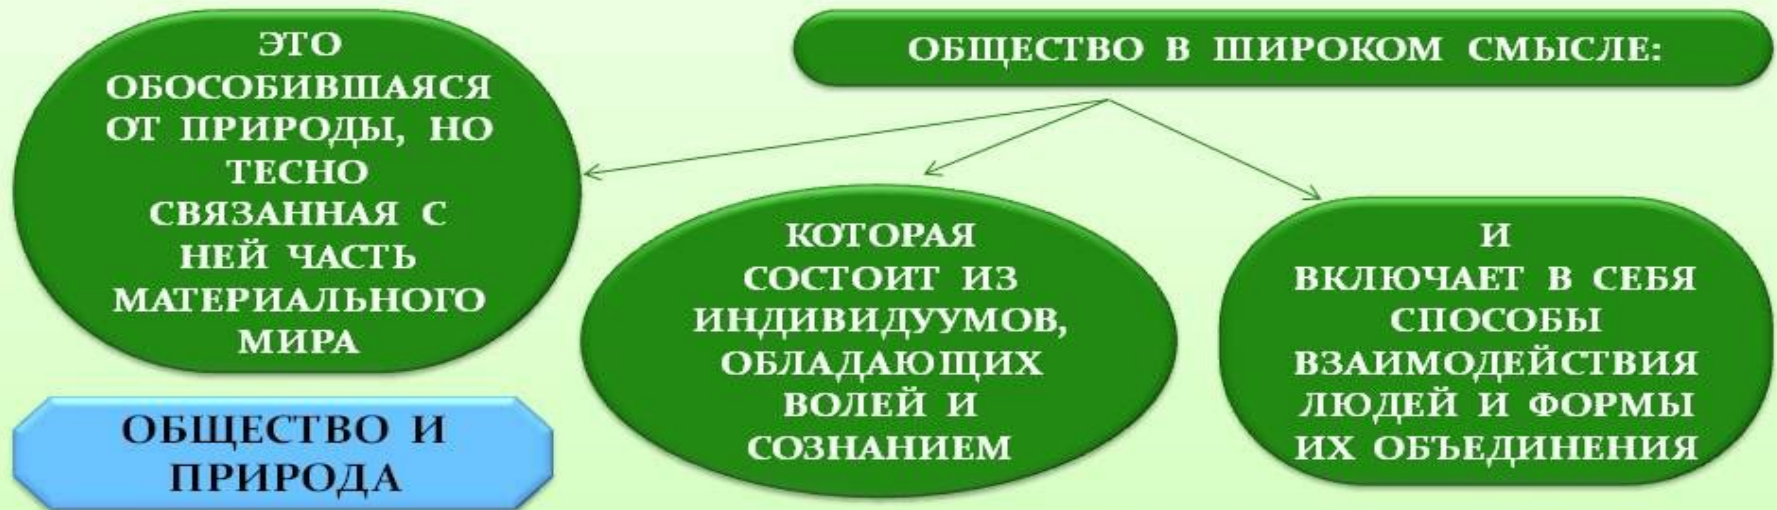 ОБЩЕСТВО В ШИРОКОМ СМЫСЛЕ:
ЭТО
ОБОСОБИВШАЯСЯ
ОТ ПРИРОДЫ, НО
ТЕСНО
СВЯЗАННАЯ С
НЕЙ ЧАСТЬ
МАТЕРИАЛЬНОГО
МИРА
КОТОРАЯ
СОСТОИТ ИЗ
ИНДИВИДУУМОВ,
ОБЛАДАЮЩИХ
ВОЛЕЙ И
СОЗНАНИЕМ
И
ВКЛЮЧАЕТ В СЕБЯ
СПОСОБЫ
ВЗАИМОДЕЙСТВИЯ
ЛЮДЕЙ И ФОРМЫ
ИХ ОБЪЕДИНЕНИЯ
ОБЩЕСТВО И
ПРИРОДА